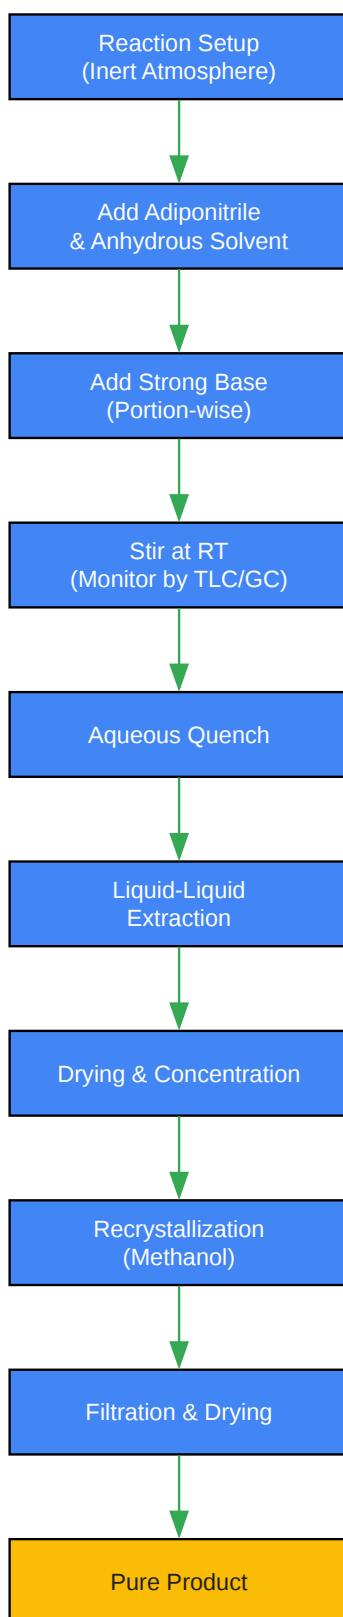 Reaction Setup
(Inert Atmosphere)
Add Adiponitrile
& Anhydrous Solvent
Add Strong Base
(Portion-wise)
Stir at RT
(Monitor by TLC/GC)
Aqueous Quench
Liquid-Liquid
Extraction
Drying & Concentration
Recrystallization
(Methanol)
Filtration & Drying
Pure Product